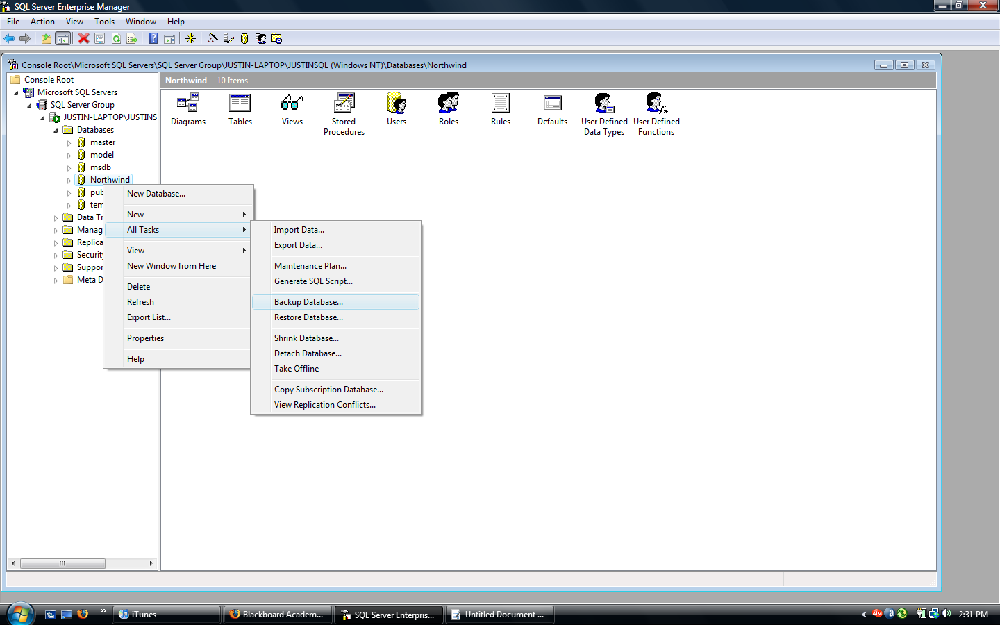 SQL Server Enterprise Manager
File Action View Tools Window Help
Console Root\Microsoft SQL Servers\SQL Server Group\JUSTIN-LAPTOP\JUSTINSQL (Windows NT)\Databases\Northwind
Console Root
Microsoft SQL Servers
SQL Server Group
JUSTIN-LAPTOP\JUSTINS
Databases
master
model
msdb
Northwind
pub
tem
Data Tr
Manag
Replica
Security
Suppor
Meta D
Northwind 10 Items
Diagrams
Tables
Views
Stored
Procedures
Users
Roles
Rules
Defaults
User Defined
Data Types
User Defined
Functions
New Database...
New
All Tasks
View
New Window from Here
Delete
Refresh
Export List...
Properties
Help
Import Data...
Export Data...
Maintenance Plan...
Generate SQL Script...
Backup Database...
Restore Database...
Shrink Database...
Detach Database...
Take Offline
Copy Subscription Database...
View Replication Conflicts...
iTunes
Blackboard Academ...
SQL Server Enterpris...
Untitled Document ...
2:31 PM